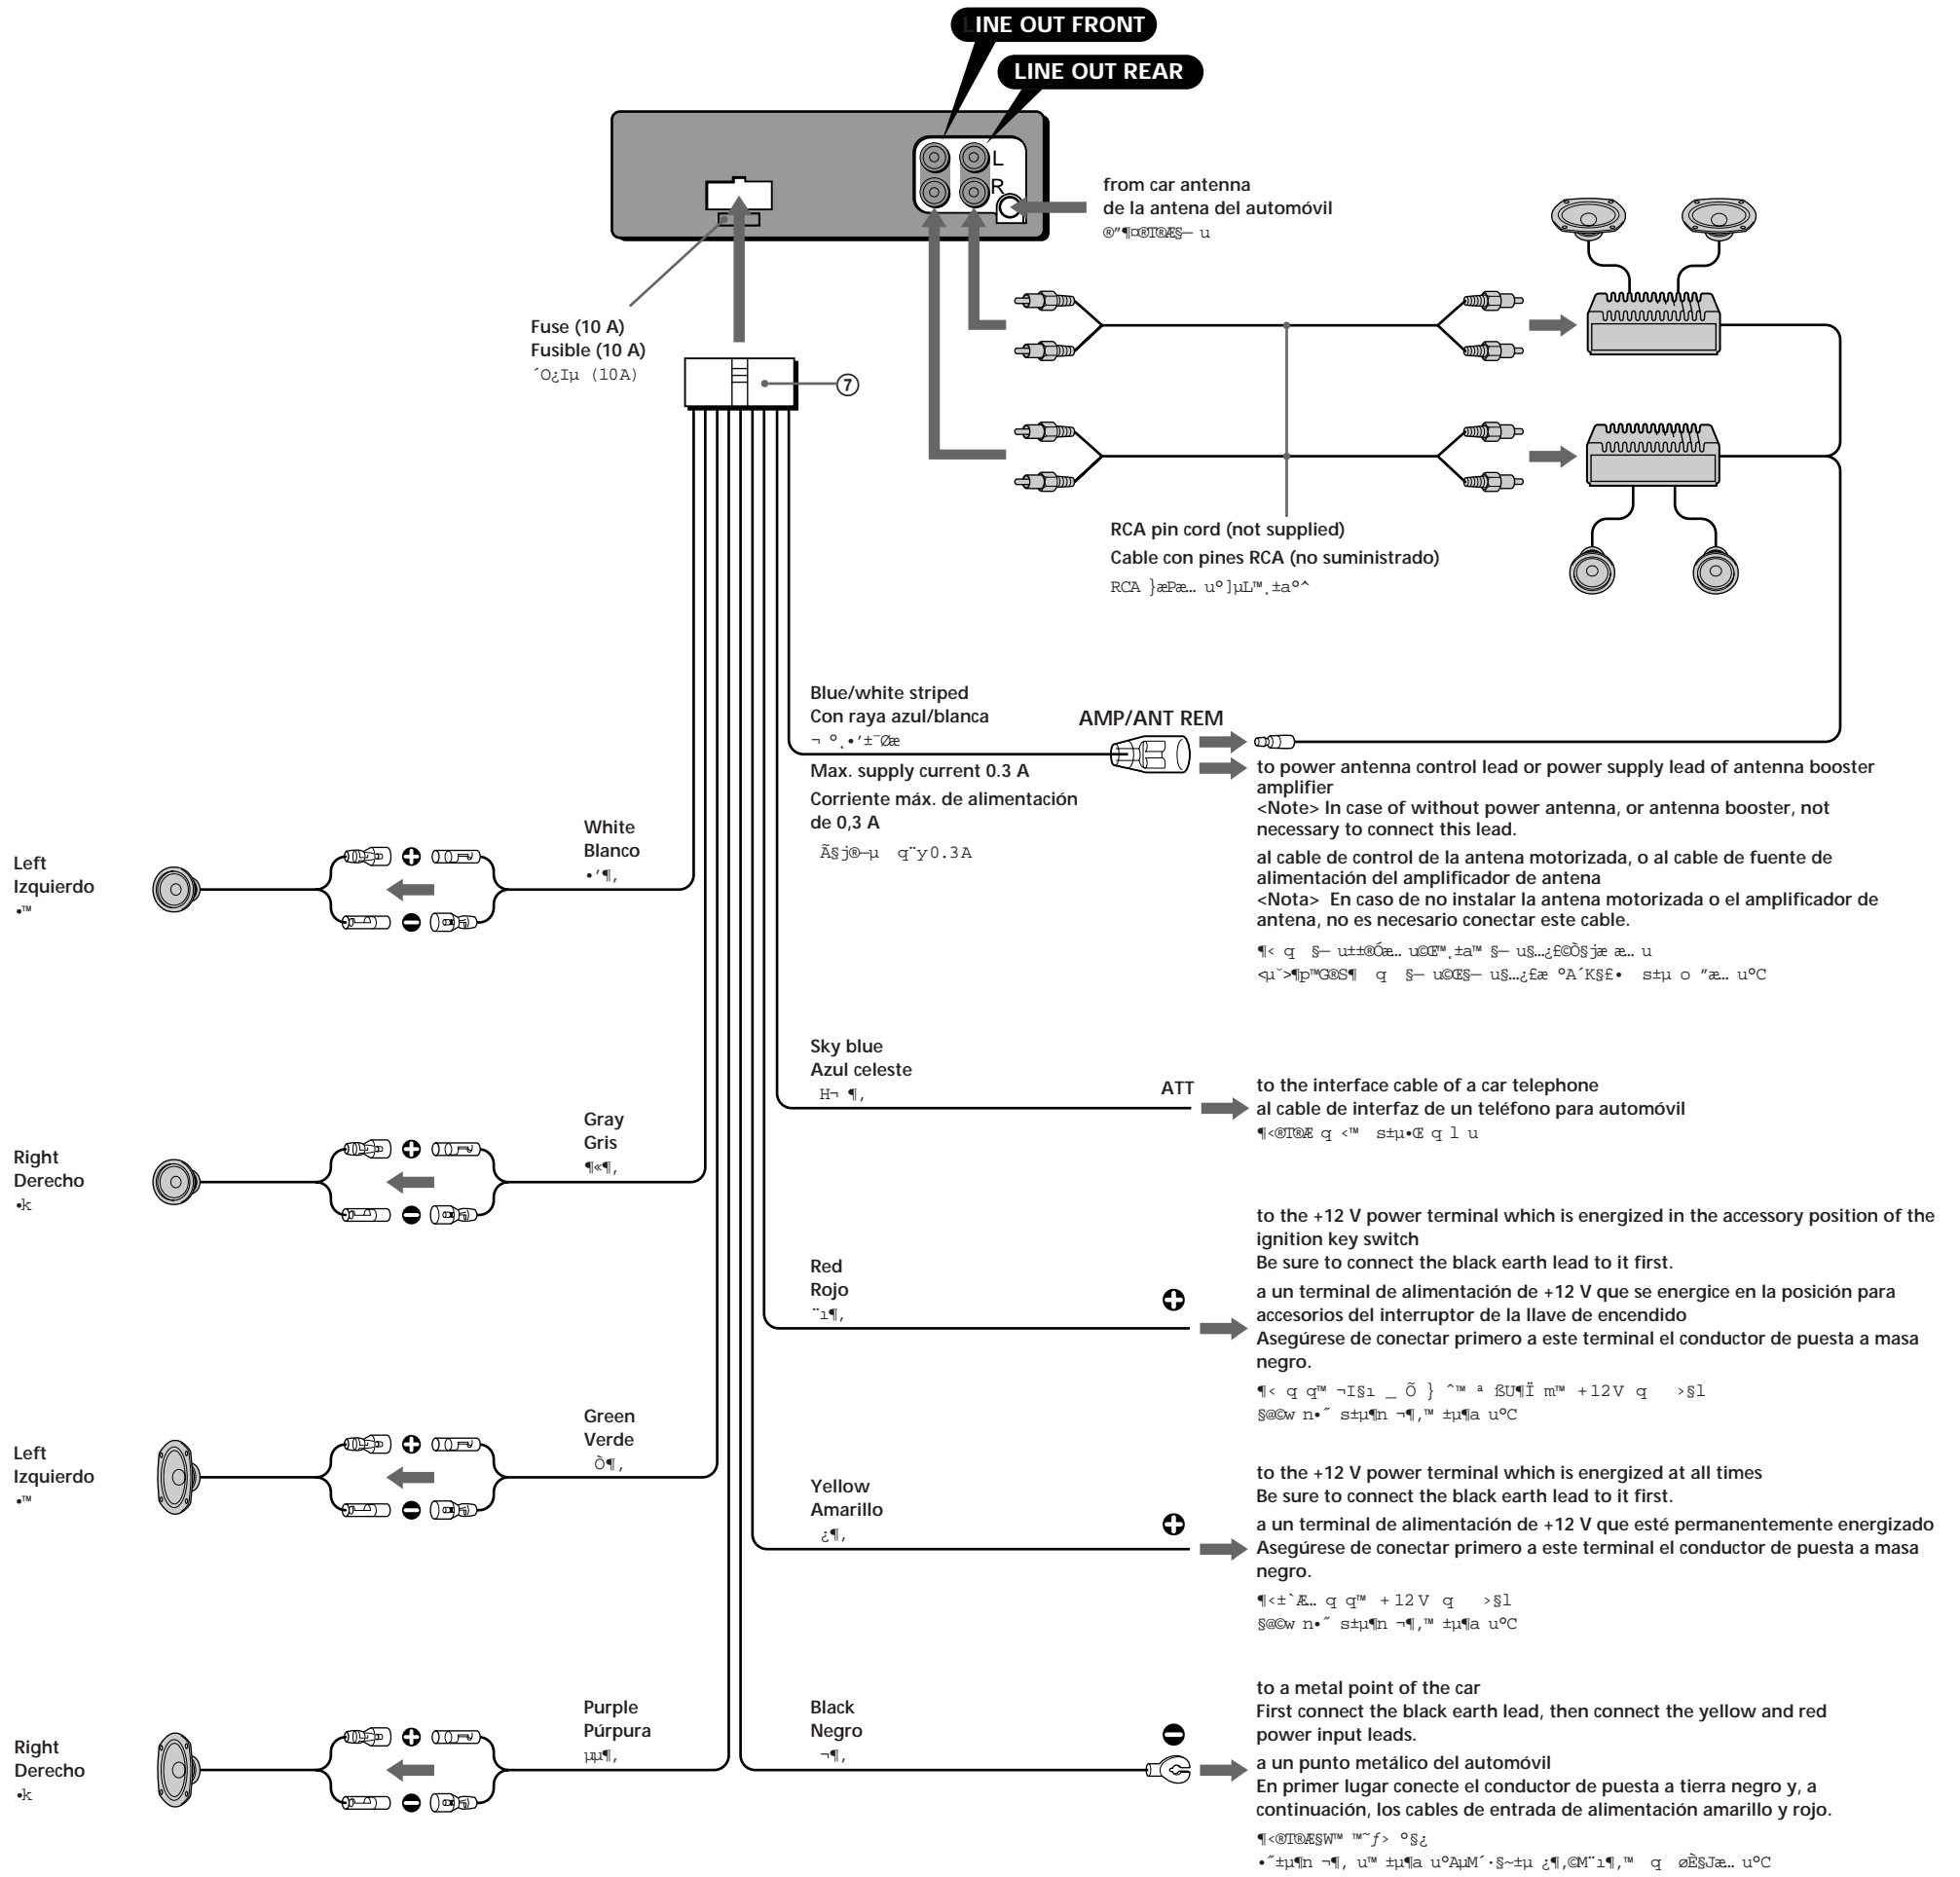 LINE OUT FRONT
LINE OUT REAR
L
R
from car antenna
de la antena del automóvil
Fuse (10 A)
Fusible (10 A)
(10A)
7
RCA pin cord (not supplied)
Cable con pines RCA (no suministrado)
RCA
Blue/white striped
Con raya azul/blanca
AMP/ANT REM
Max. supply current 0.3 A
Corriente máx. de alimentación
de 0,3 A
0.3A
to power antenna control lead or power supply lead of antenna booster
amplifier
<Note> In case of without power antenna, or antenna booster, not
necessary to connect this lead.
al cable de control de la antena motorizada, o al cable de fuente de
alimentación del amplificador de antena
<Nota> En caso de no instalar la antena motorizada o el amplificador de
antena, no es necesario conectar este cable.
White
Blanco
Left
Izquierdo
Sky blue
Azul celeste
ATT
to the interface cable of a car telephone
al cable de interfaz de un teléfono para automóvil
Gray
Gris
Right
Derecho
Red
Rojo
to the +12 V power terminal which is energized in the accessory position of the
ignition key switch
Be sure to connect the black earth lead to it first.
a un terminal de alimentación de +12 V que se energice en la posición para
accesorios del interruptor de la llave de encendido
Asegúrese de conectar primero a este terminal el conductor de puesta a masa
negro.
+12V
Green
Verde
Left
Izquierdo
Yellow
Amarillo
to the +12 V power terminal which is energized at all times
Be sure to connect the black earth lead to it first.
a un terminal de alimentación de +12 V que esté permanentemente energizado
Asegúrese de conectar primero a este terminal el conductor de puesta a masa
negro.
+12V
Purple
Púrpura
Right
Derecho
Black
Negro
to a metal point of the car
First connect the black earth lead, then connect the yellow and red
power input leads.
a un punto metálico del automóvil
En primer lugar conecte el conductor de puesta a tierra negro y, a
continuación, los cables de entrada de alimentación amarillo y rojo.